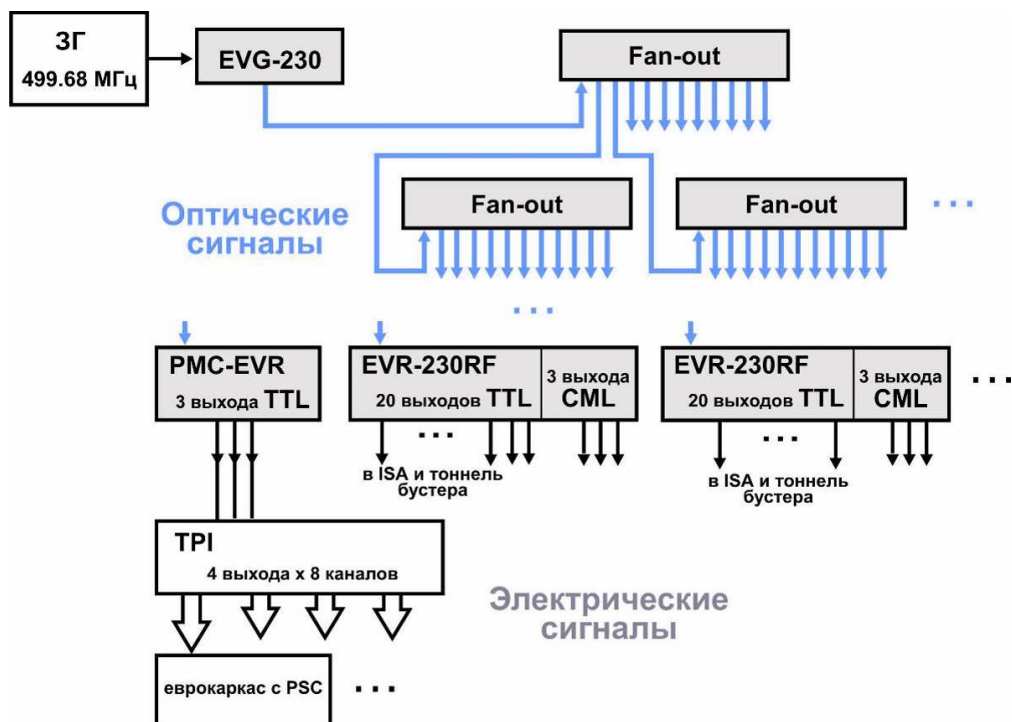 ЗГ
499.68 МГц
EVG-230
Fan-out
Оптические
сигналы
Fan-out
Fan-out
...
...
PMC-EVR
3 выхода TTL
EVR-230RF
20 выходов TTL
3 выхода
CML
EVR-230RF
20 выходов TTL
3 выхода
CML
...
...
в ISA и тоннель
бустера
...
в ISA и тоннель
бустера
TPI
4 выхода x 8 каналов
Электрические
сигналы
еврокаркас с PSC
...